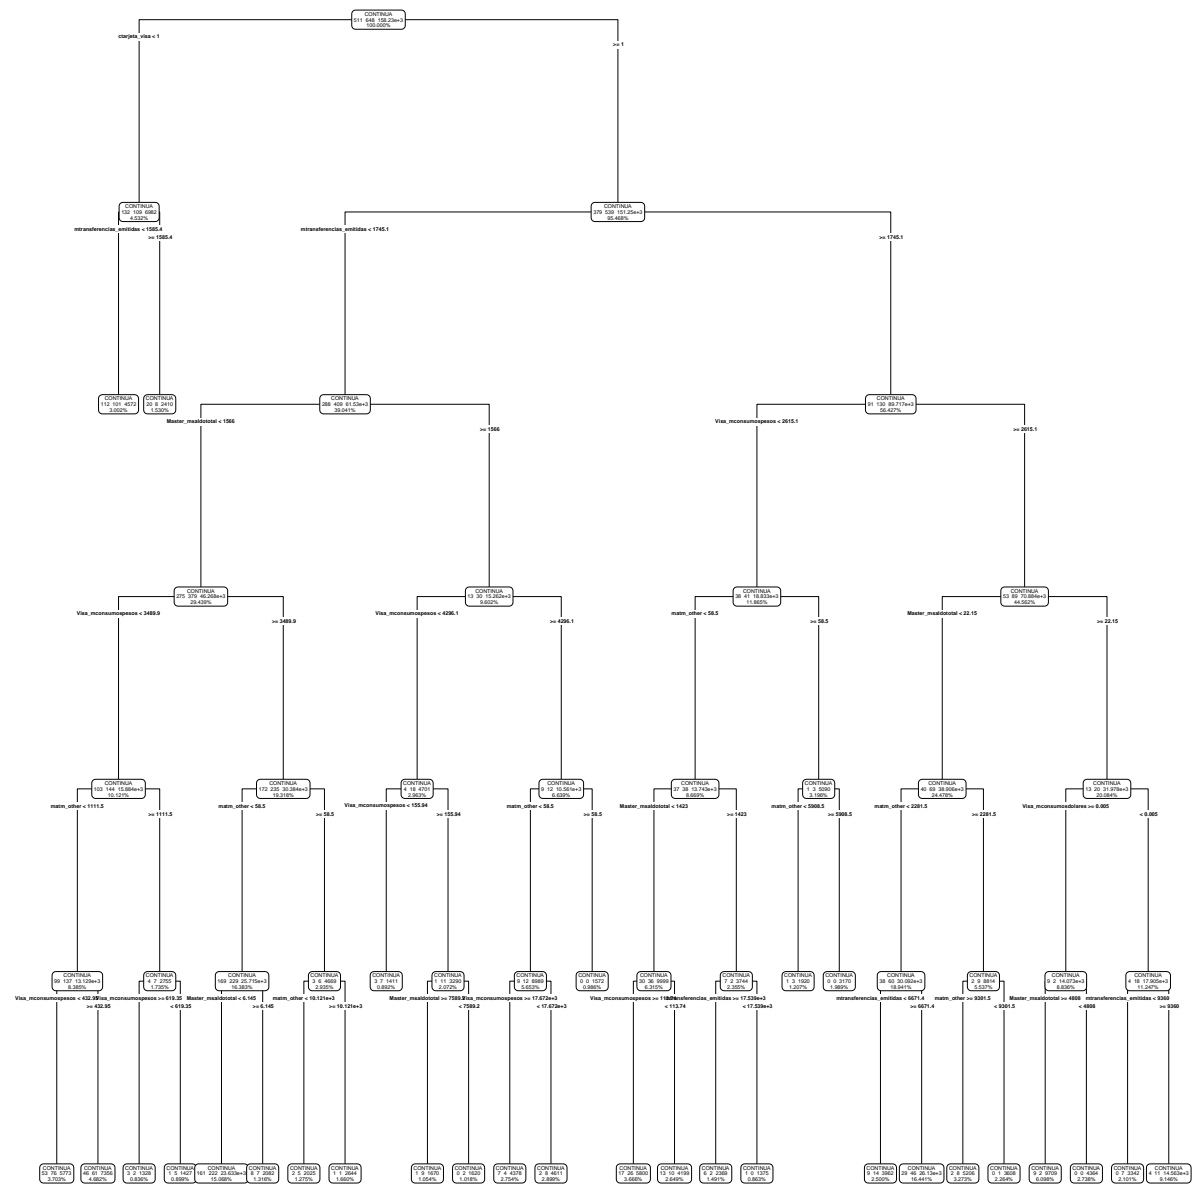 CONTINUA
511 648 158.23e+3
100.000%
ctarjeta_visa < 1
>= 1
CONTINUA
132 109 6982
4.532%
CONTINUA
379 539 151.25e+3
95.468%
mtransferencias_emitidas < 1585.4
>= 1585.4
mtransferencias_emitidas < 1745.1
>= 1745.1
CONTINUA
112 101 4572
3.002%
CONTINUA
20 8 2410
1.530%
CONTINUA
288 409 61.53e+3
39.041%
CONTINUA
91 130 89.717e+3
56.427%
Master_msaldototal < 1566
>= 1566
Visa_mconsumospesos < 2615.1
>= 2615.1
CONTINUA
275 379 46.268e+3
29.439%
CONTINUA
13 30 15.262e+3
9.602%
CONTINUA
38 41 18.833e+3
11.865%
CONTINUA
53 89 70.884e+3
44.562%
Visa_mconsumospesos < 3489.9
>= 3489.9
Visa_mconsumospesos < 4296.1
>= 4296.1
matm_other < 58.5
>= 58.5
Master_msaldototal < 22.15
>= 22.15
CONTINUA
103 144 15.884e+3
10.121%
CONTINUA
172 235 30.384e+3
19.318%
CONTINUA
4 18 4701
2.963%
CONTINUA
9 12 10.561e+3
6.639%
CONTINUA
37 38 13.743e+3
8.669%
CONTINUA
1 3 5090
3.196%
CONTINUA
40 69 38.906e+3
24.478%
CONTINUA
13 20 31.978e+3
20.084%
matm_other < 1111.5
>= 1111.5
matm_other < 58.5
>= 58.5
Visa_mconsumospesos < 155.94
>= 155.94
matm_other < 58.5
>= 58.5
Master_msaldototal < 1423
>= 1423
matm_other < 5908.5
>= 5908.5
matm_other < 2281.5
>= 2281.5
Visa_mconsumosdolares >= 0.005
< 0.005
CONTINUA
99 137 13.129e+3
8.385%
CONTINUA
4 7 2755
1.735%
CONTINUA
169 229 25.715e+3
16.383%
CONTINUA
3 6 4669
2.935%
CONTINUA
3 7 1411
0.892%
CONTINUA
1 11 3290
2.072%
CONTINUA
9 12 8989
5.653%
CONTINUA
0 0 1572
0.986%
CONTINUA
30 36 9999
6.315%
CONTINUA
7 2 3744
2.355%
CONTINUA
1 3 1920
1.207%
CONTINUA
0 0 3170
1.989%
CONTINUA
38 60 30.092e+3
18.941%
CONTINUA
2 9 8814
5.537%
CONTINUA
9 2 14.073e+3
8.836%
CONTINUA
4 18 17.905e+3
11.247%
Visa_mconsumospesos < 432.95
>= 432.95
Visa_mconsumospesos >= 619.35
< 619.35
Master_msaldototal < 6.145
>= 6.145
matm_other < 10.121e+3
>= 10.121e+3
Master_msaldototal >= 7589.2
< 7589.2
Visa_mconsumospesos >= 17.672e+3
< 17.672e+3
Visa_mconsumospesos >= 113.74
< 113.74
mtransferencias_emitidas >= 17.539e+3
< 17.539e+3
mtransferencias_emitidas < 6671.4
>= 6671.4
matm_other >= 9301.5
< 9301.5
Master_msaldototal >= 4808
< 4808
mtransferencias_emitidas < 9360
>= 9360
CONTINUA
53 76 5773
3.703%
CONTINUA
46 61 7356
4.682%
CONTINUA
3 2 1328
0.836%
CONTINUA
1 5 1427
0.899%
CONTINUA
161 222 23.633e+3
15.068%
CONTINUA
8 7 2082
1.316%
CONTINUA
2 5 2025
1.275%
CONTINUA
1 1 2644
1.660%
CONTINUA
1 9 1670
1.054%
CONTINUA
0 2 1620
1.018%
CONTINUA
7 4 4378
2.754%
CONTINUA
2 8 4611
2.899%
CONTINUA
17 26 5800
3.666%
CONTINUA
13 10 4199
2.649%
CONTINUA
6 2 2369
1.491%
CONTINUA
1 0 1375
0.863%
CONTINUA
9 14 3962
2.500%
CONTINUA
29 46 26.13e+3
16.441%
CONTINUA
2 8 5206
3.273%
CONTINUA
0 1 3608
2.264%
CONTINUA
9 2 9709
6.098%
CONTINUA
0 0 4364
2.738%
CONTINUA
0 7 3342
2.101%
CONTINUA
4 11 14.563e+3
9.146%